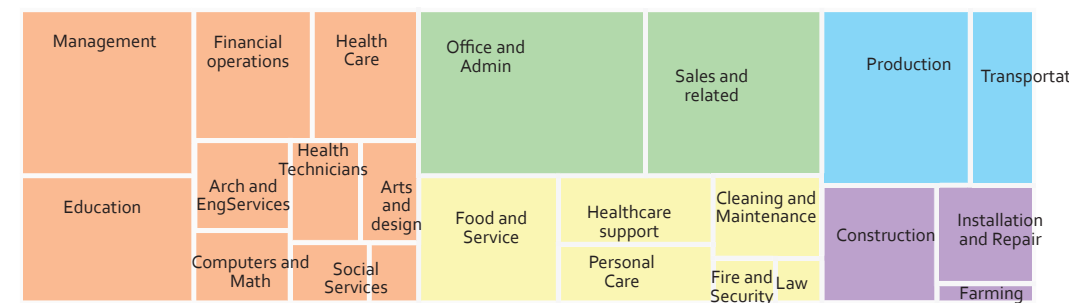 Management
Financial
operations
Health
Care
Office and
Admin
Sales and
related
Production
Transportat
Health
Technicians
Arch and
EngServices
Arts
and
design
Education
Food and
Service
Healthcare
support
Cleaning and
Maintenance
Construction
Installation
and Repair
Computers and
Math
Social
Services
Personal
Care
Fire and
Security
Law
Farming